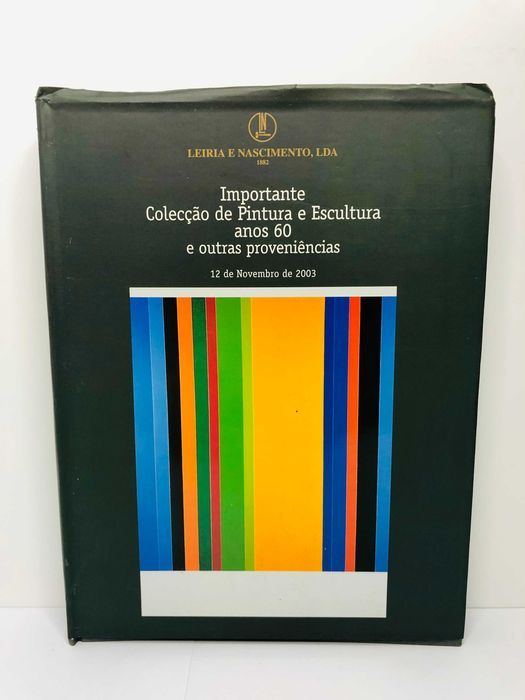 LEIRIA E NASCIMENTO, LDA
1882
Importante
Colecção de Pintura e Escultura
anos 60
e outras proveniências
12 de Novembro de 2003